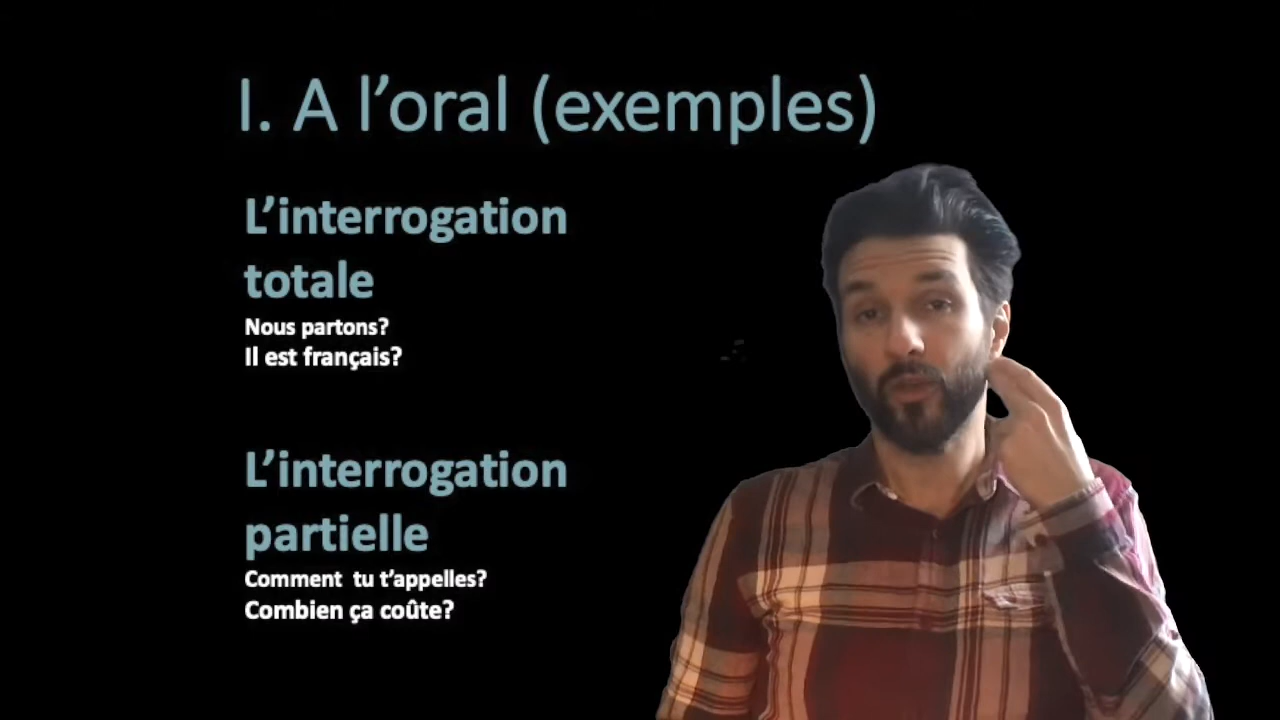 I. A l’oral (exemples)
L’interrogation
totale
Nous partons?
Il est français?
L’interrogation
partielle
Comment  tu t’appelles?
Combien ça coûte?